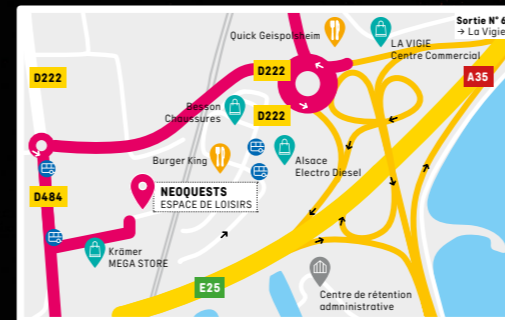 Sortie N° 6
→ La Vigie
Quick Geispolsheim
LA VIGIE
Centre Commercial
D222
D222
A35
Besson
Chaussures
D222
Burger King
Alsace
Electro Diesel
D484
NEOQUESTS
ESPACE DE LOISIRS
Krämer
MEGA STORE
E25
Centre de rétention
administrative